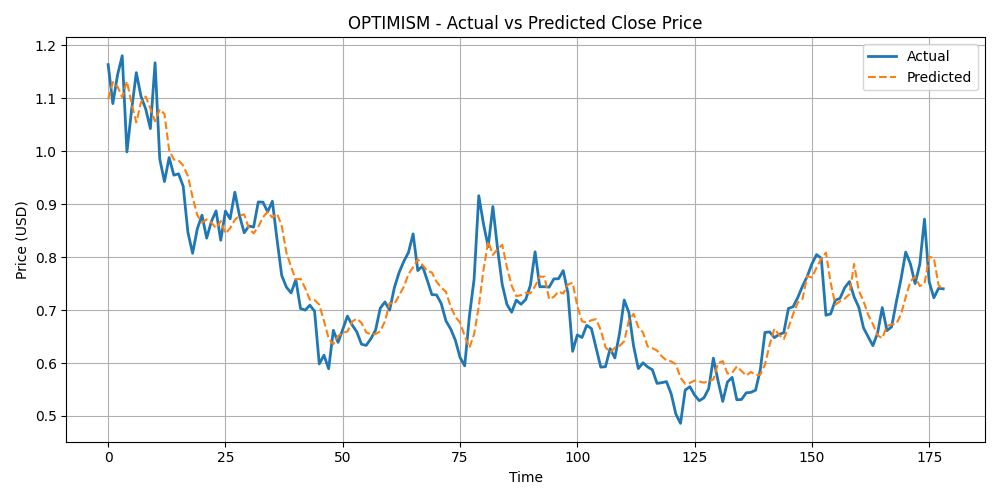 OPTIMISM - Actual vs Predicted Close Price
Actual
Predicted
Price (USD)
1.2
1.1
1.0
0.9
0.8
0.7
0.6
0.5
0 25 50 75 100 125 150 175
Time